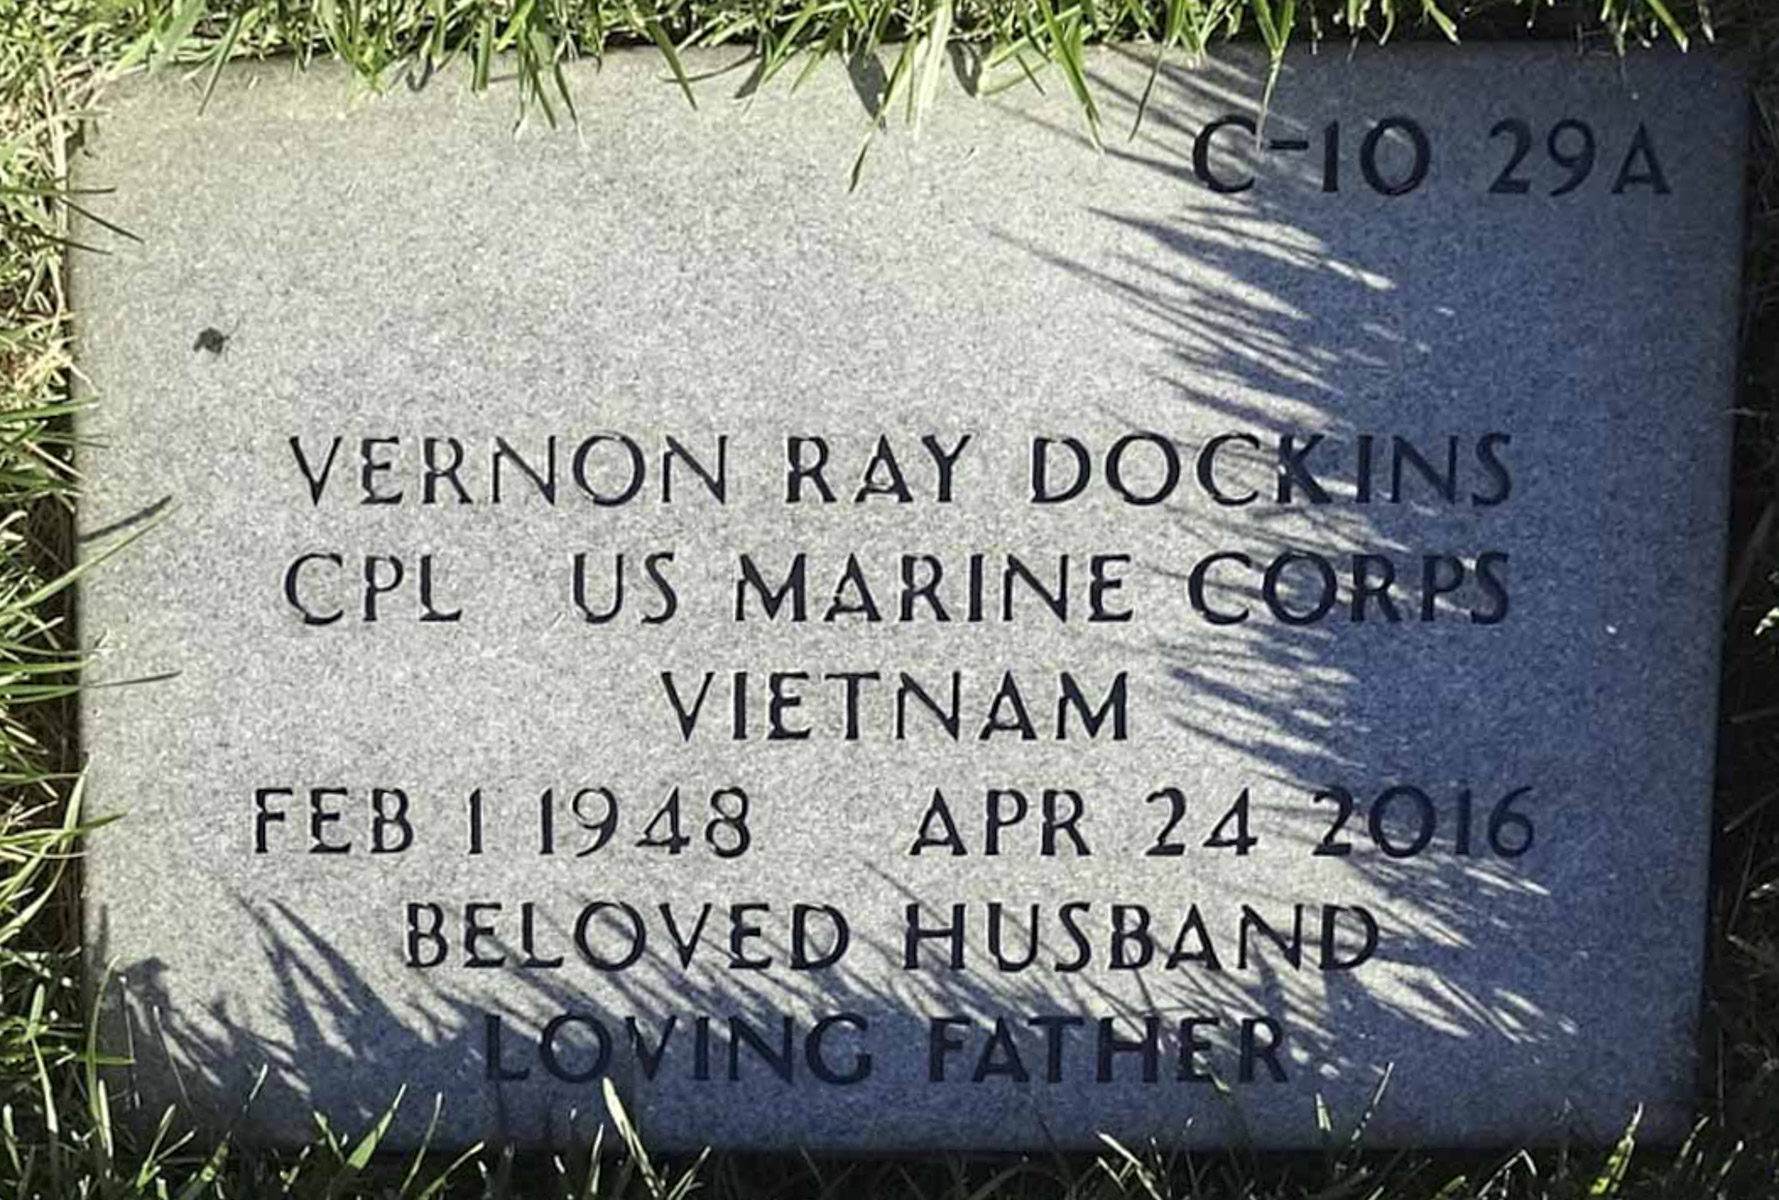 C-10 29A
VERNON RAY DOCKINS
CPL US MARINE CORPS
VIETNAM
FEB 1 1948 APR 24 2016
BELOVED HUSBAND
LOVING FATHER